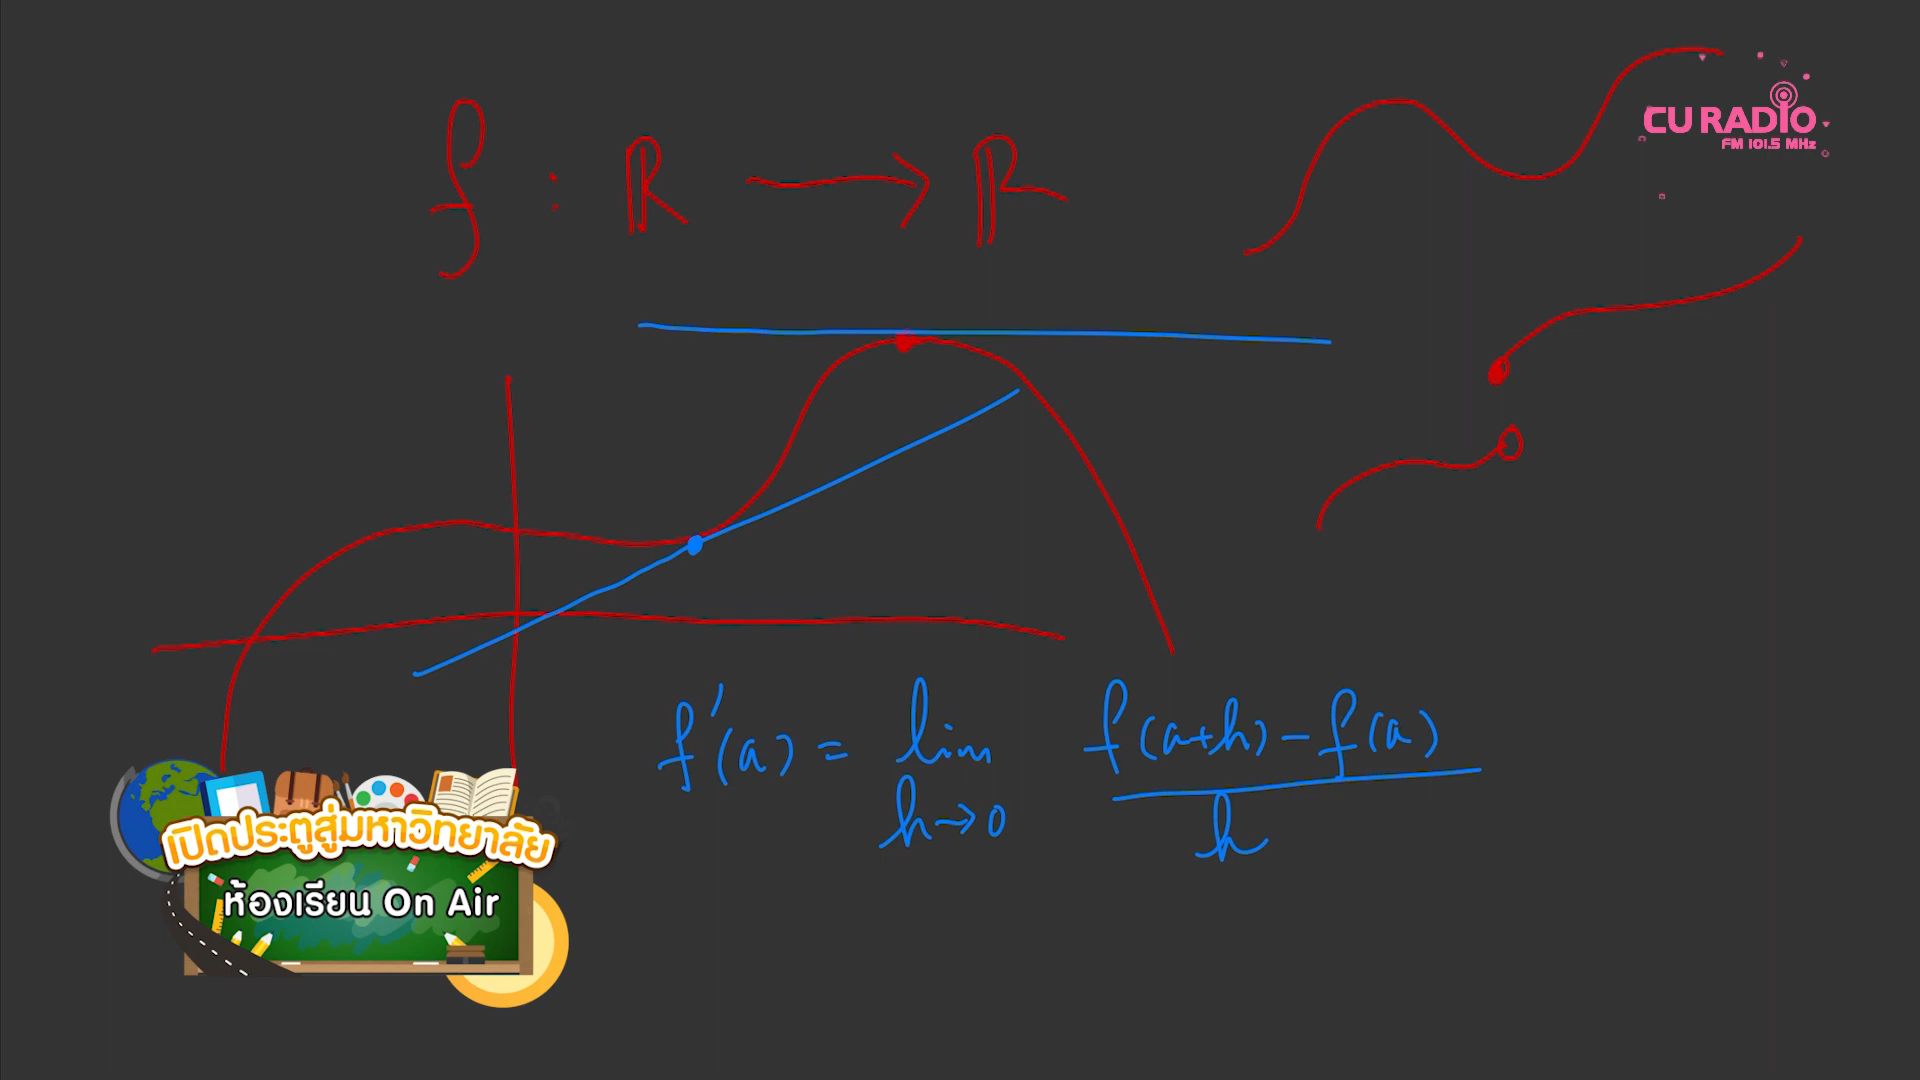 f : ℝ → ℝ
CU RADIO
FM 101.5 MHz
f'(a) = lim h→0 (f(a+h) - f(a)) / h
เปิดประตูสู่มหาวิทยาลัย
ห้องเรียน On Air